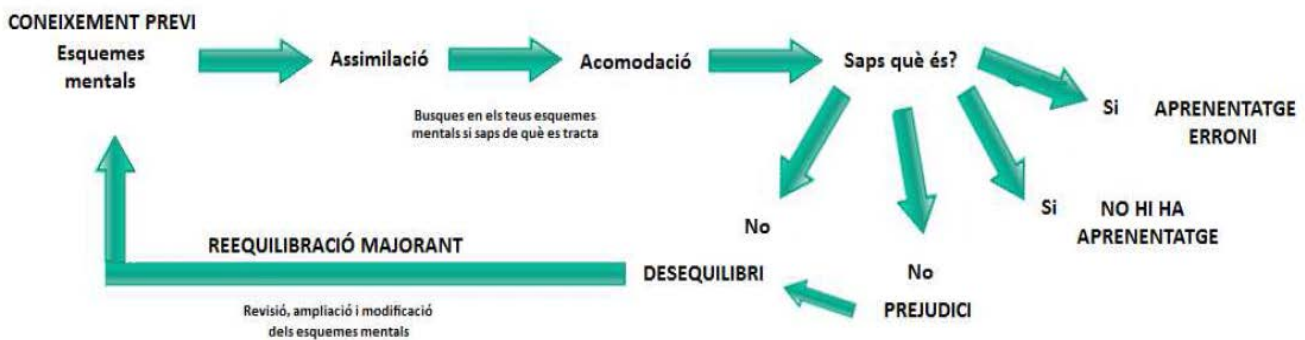 CONEIXEMENT PREVI
Esquemes
mentals
Assimilació
Acomodació
Saps què és?
Busques en els teus esquemes
mentals si saps de què es tracta
Si
APRENENTATGE
ERRONI
Si
NO HI HA
APRENENTATGE
No
No
PREJUDICI
DESEQUILIBRI
REEQUILIBRACIÓ MAJORANT
Revisió, ampliació i modificació
dels esquemes mentals